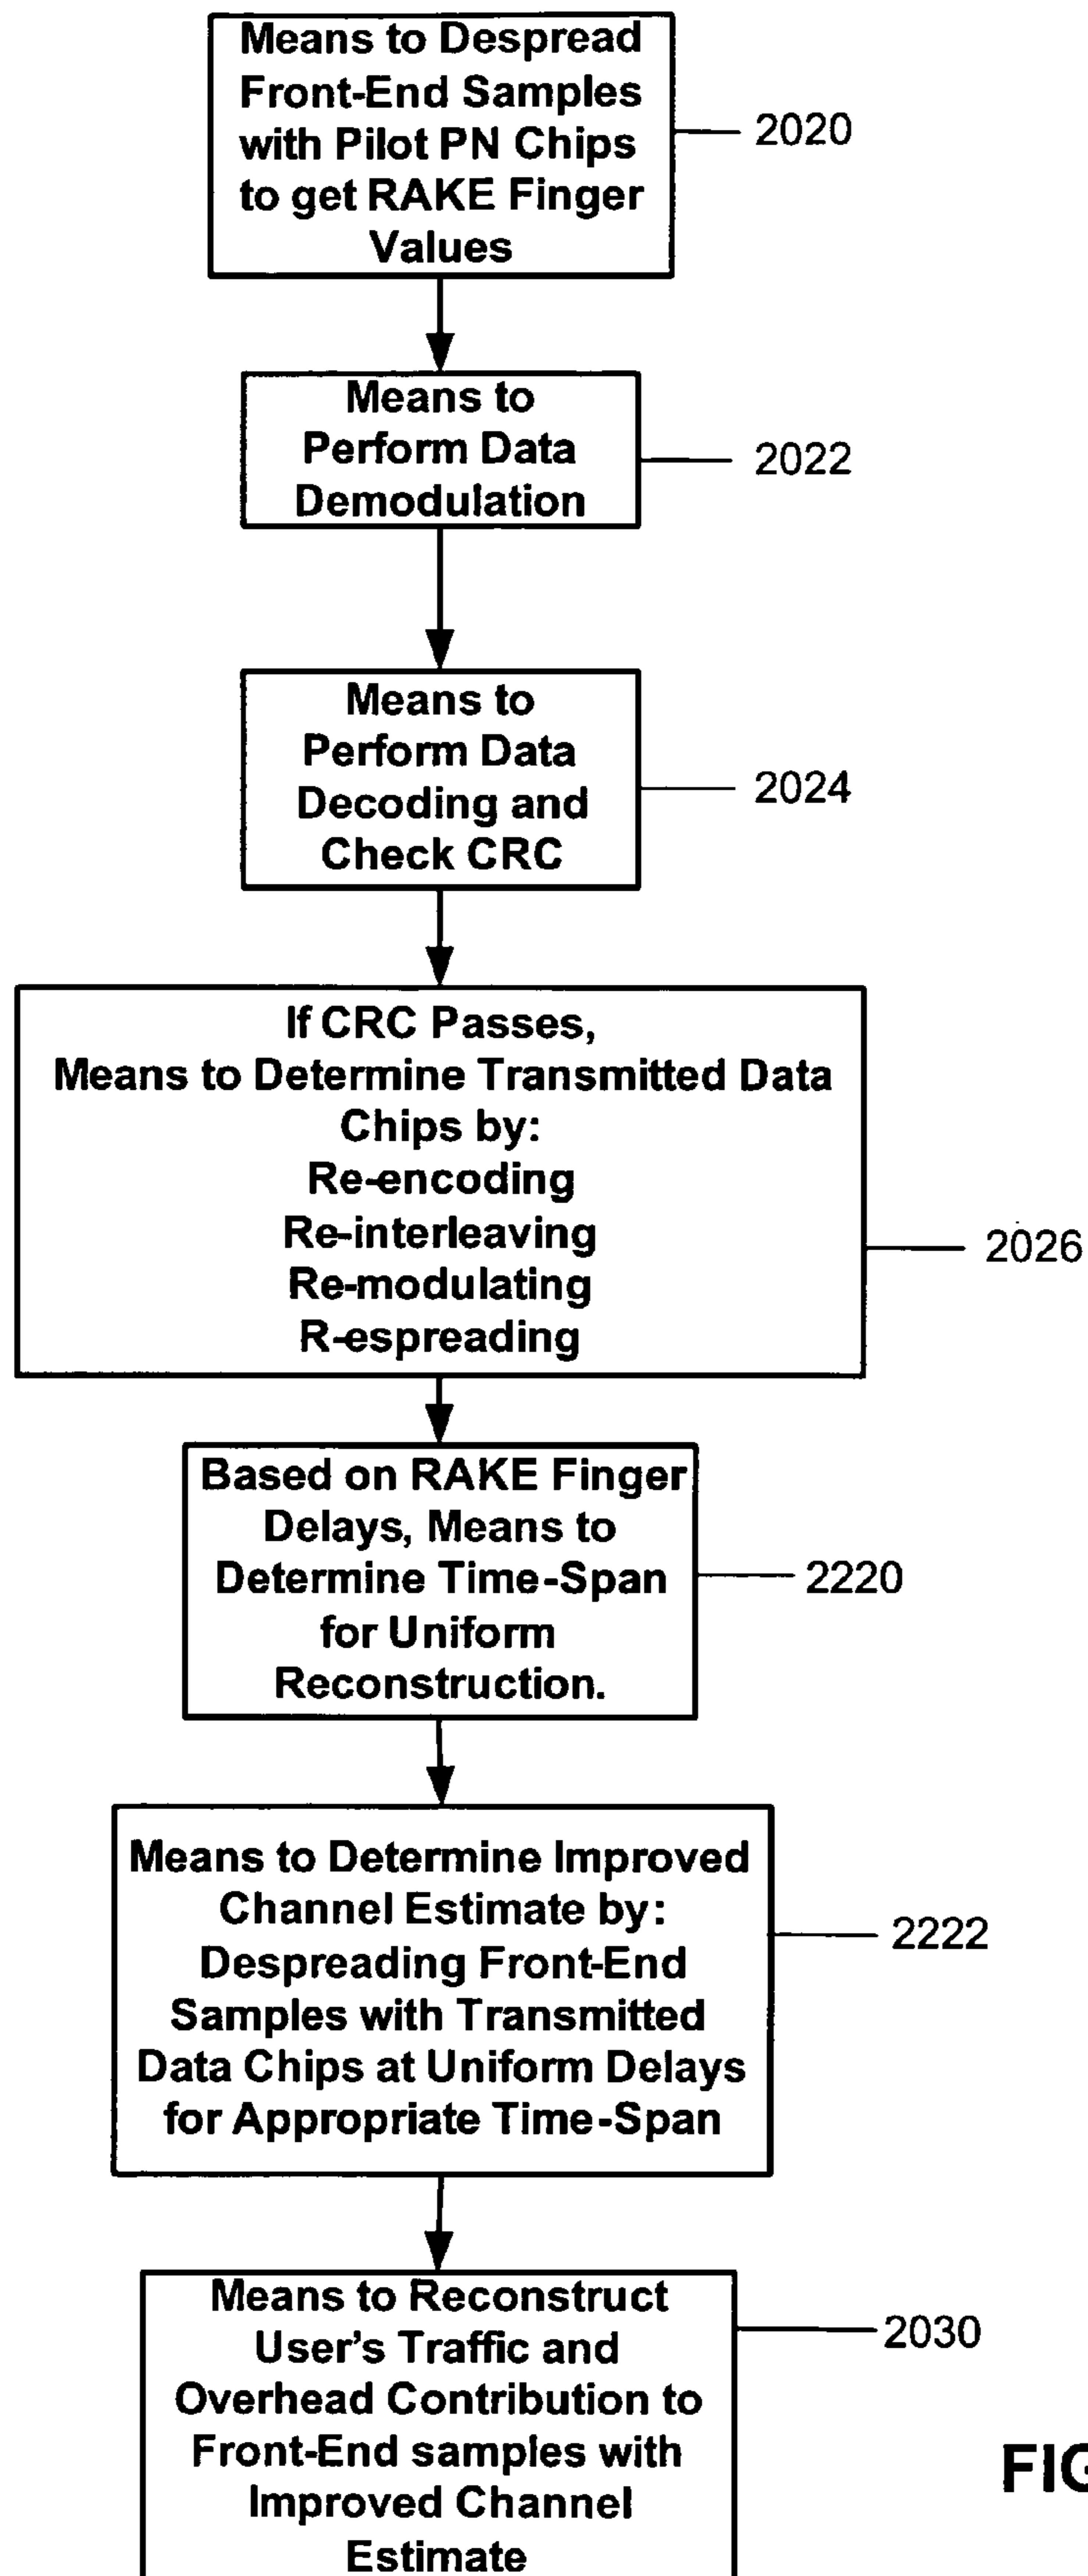 Means to Despread
Front-End Samples
with Pilot PN Chips
to get RAKE Finger
Values
2020
Means to
Perform Data
Demodulation
2022
Means to
Perform Data
Decoding and
Check CRC
2024
If CRC Passes,
Means to Determine Transmitted Data
Chips by:
Re-encoding
Re-interleaving
Re-modulating
R-espreading
2026
Based on RAKE Finger
Delays, Means to
Determine Time-Span
for Uniform
Reconstruction.
2220
Means to Determine Improved
Channel Estimate by:
Despreading Front-End
Samples with Transmitted
Data Chips at Uniform Delays
for Appropriate Time-Span
2222
Means to Reconstruct
User's Traffic and
Overhead Contribution to
Front-End samples with
Improved Channel
Estimate
2030